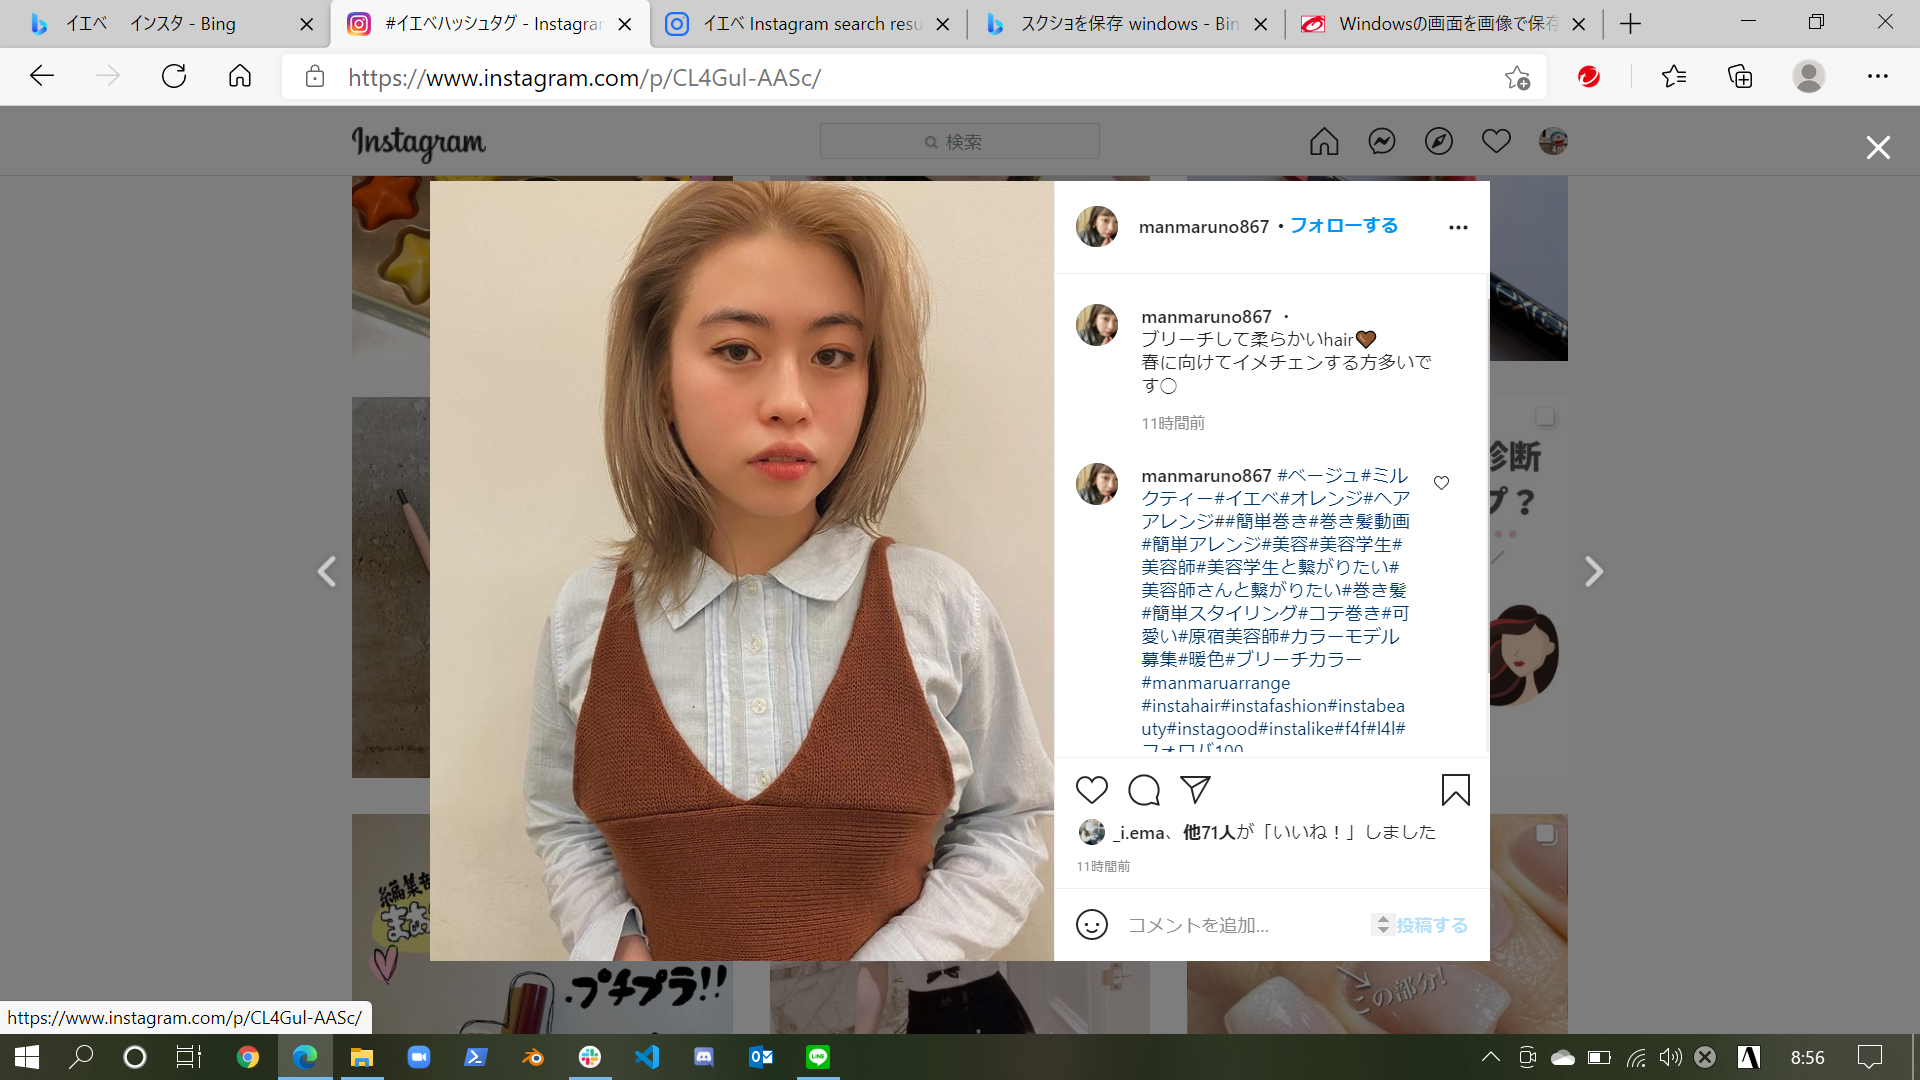 イエベ　インスタ - Bing
#イエベハッシュタグ - Instagram
イエベ Instagram search resu
スクショを保存 windows - Bin
Windowsの画面を画像で保存
https://www.instagram.com/p/CL4Gul-AASc/
Instagram
検索
manmaruno867 • フォローする
manmaruno867 ・
ブリーチして柔らかいhair🤎
春に向けてイメチェンする方多いで
す〇
11時間前
manmaruno867 #ベージュ#ミル
クティー#イエベ#オレンジ#ヘア
アレンジ##簡単巻き#巻き髪動画
#簡単アレンジ#美容#美容学生#
美容師#美容学生と繋がりたい#
美容師さんと繋がりたい#巻き髪
#簡単スタイリング#コテ巻き#可
愛い#原宿美容師#カラーモデル
募集#暖色#ブリーチカラー
#manmaruarrange
#instahair#instafashion#instabea
uty#instagood#instalike#f4f#l4l#
フォロバ100
_i.ema、他71人が「いいね！」しました
11時間前
コメントを追加...
投稿する
診断
プ？
編集部
プチプラ!!
この部分!
https://www.instagram.com/p/CL4Gul-AASc/
8:56